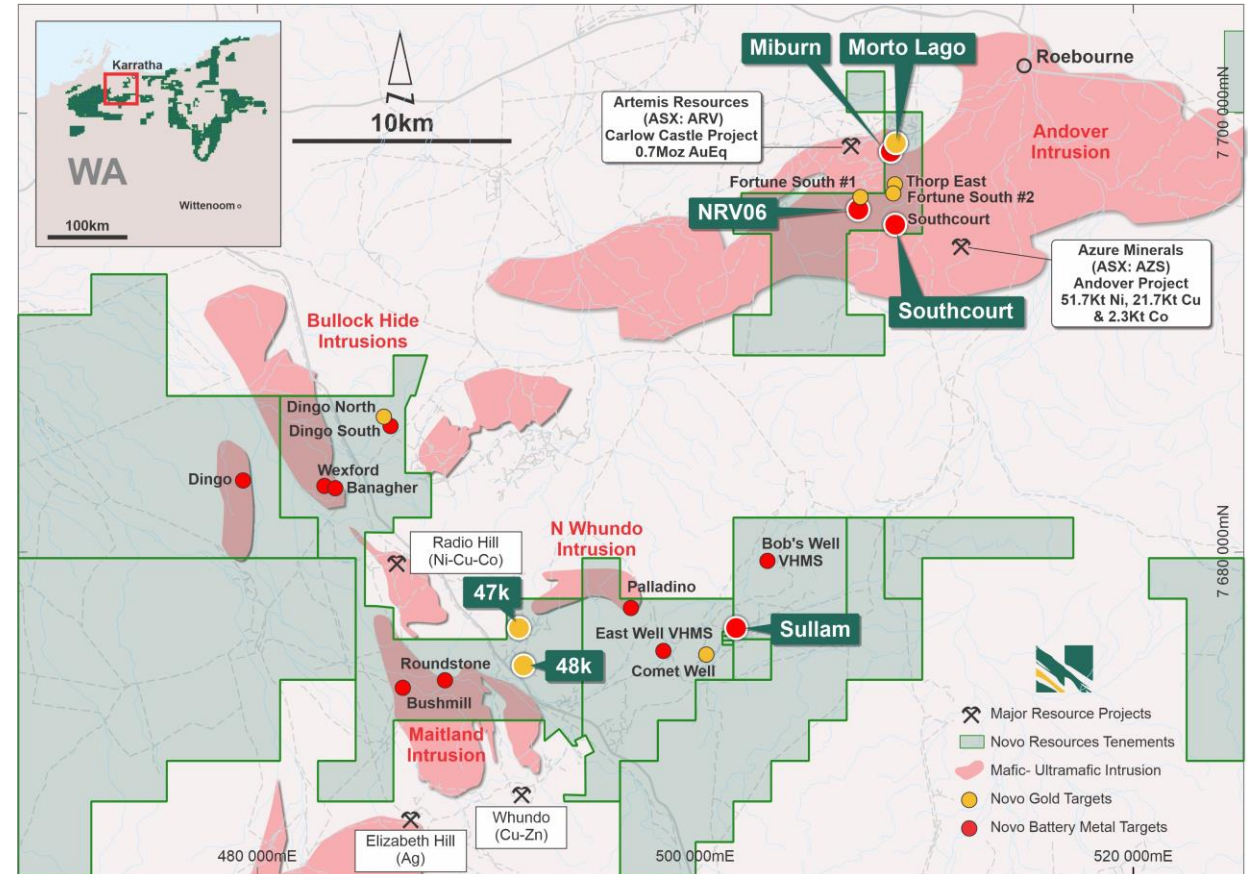 Karratha
WA
Wittenoom
100km
10km
Miburn
Morto Lago
Roebourne
Artemis Resources
(ASX: ARV)
Carlow Castle Project
0.7Moz AuEq
Andover
Intrusion
7 700 000mN
Fortune South #1
Thorp East
Fortune South #2
NRV06
Southcourt
Azure Minerals
(ASX: AZS)
Andover Project
51.7Kt Ni, 21.7Kt Cu
& 2.3Kt Co
Southcourt
Bullock Hide
Intrusions
Dingo North
Dingo South
Dingo
Wexford
Banagher
N Whundo
Intrusion
Radio Hill
(Ni-Cu-Co)
Bob's Well
VHMS
7 680 000mN
47k
Palladino
East Well VHMS
Sullam
48k
Comet Well
Roundstone
Bushmill
Maitland
Intrusion
Major Resource Projects
Novo Resources Tenements
Mafic- Ultramafic Intrusion
Novo Gold Targets
Novo Battery Metal Targets
Whundo
(Cu-Zn)
Elizabeth Hill
(Ag)
480 000mE
500 000mE
520 000mE